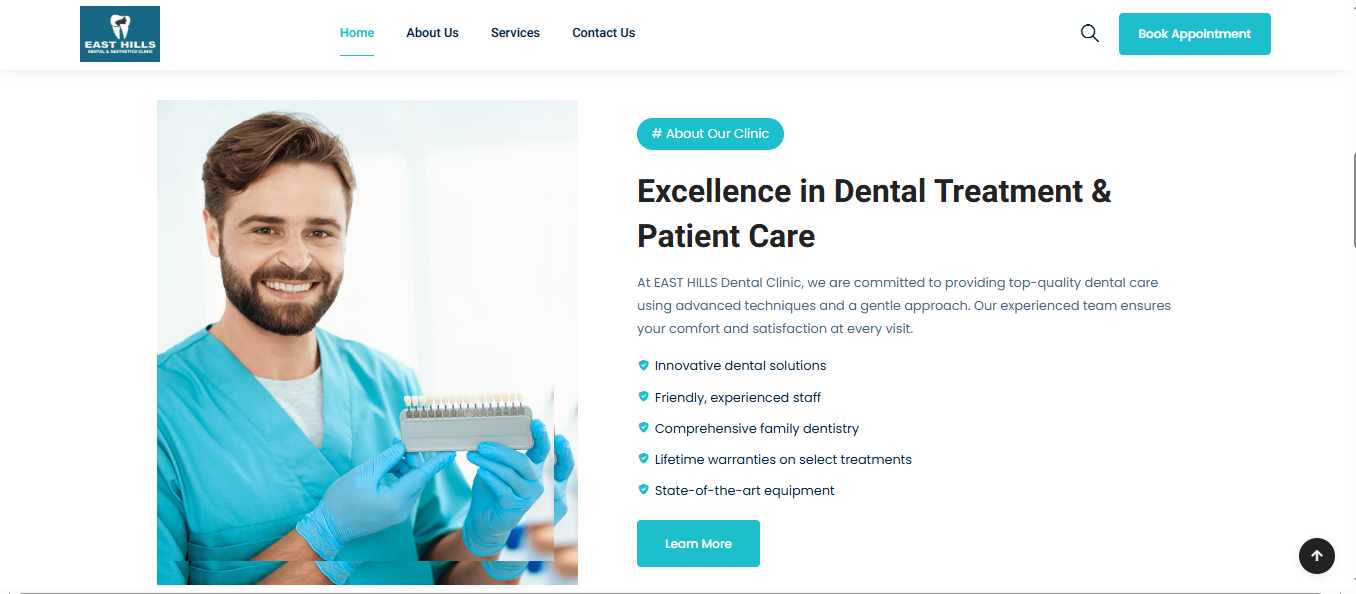 EAST HILLS
DENTAL & AESTHETICS CLINIC
Home
About Us
Services
Contact Us
Book Appointment
# About Our Clinic
Excellence in Dental Treatment &
Patient Care
At EAST HILLS Dental Clinic, we are committed to providing top-quality dental care
using advanced techniques and a gentle approach. Our experienced team ensures
your comfort and satisfaction at every visit.
Innovative dental solutions
Friendly, experienced staff
Comprehensive family dentistry
Lifetime warranties on select treatments
State-of-the-art equipment
Learn More